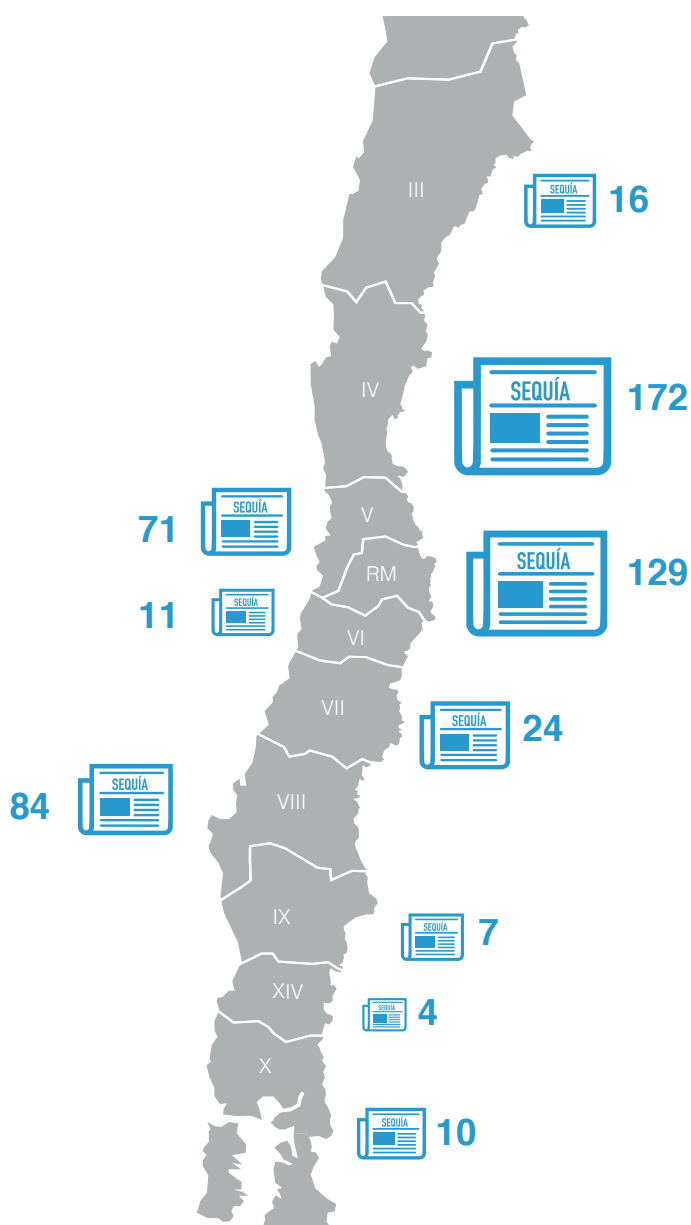 III
SEQUÍA
16
IV
SEQUÍA
172
SEQUÍA
71
V
SEQUÍA
129
RM
SEQUÍA
11
VI
VII
SEQUÍA
24
SEQUÍA
84
VIII
IX
SEQUÍA
7
XIV
SEQUÍA
4
X
SEQUÍA
10